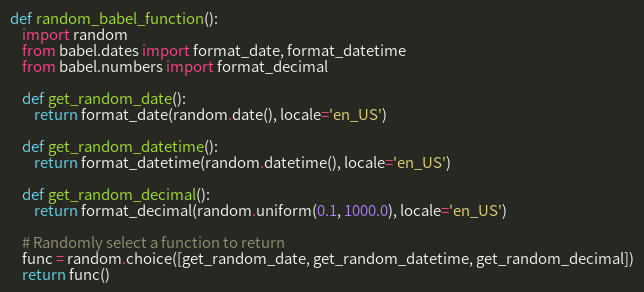 def random_babel_function():
    import random
    from babel.dates import format_date, format_datetime
    from babel.numbers import format_decimal

    def get_random_date():
        return format_date(random.date(), locale='en_US')

    def get_random_datetime():
        return format_datetime(random.datetime(), locale='en_US')

    def get_random_decimal():
        return format_decimal(random.uniform(0.1, 1000.0), locale='en_US')

    # Randomly select a function to return
    func = random.choice([get_random_date, get_random_datetime, get_random_decimal])
    return func()